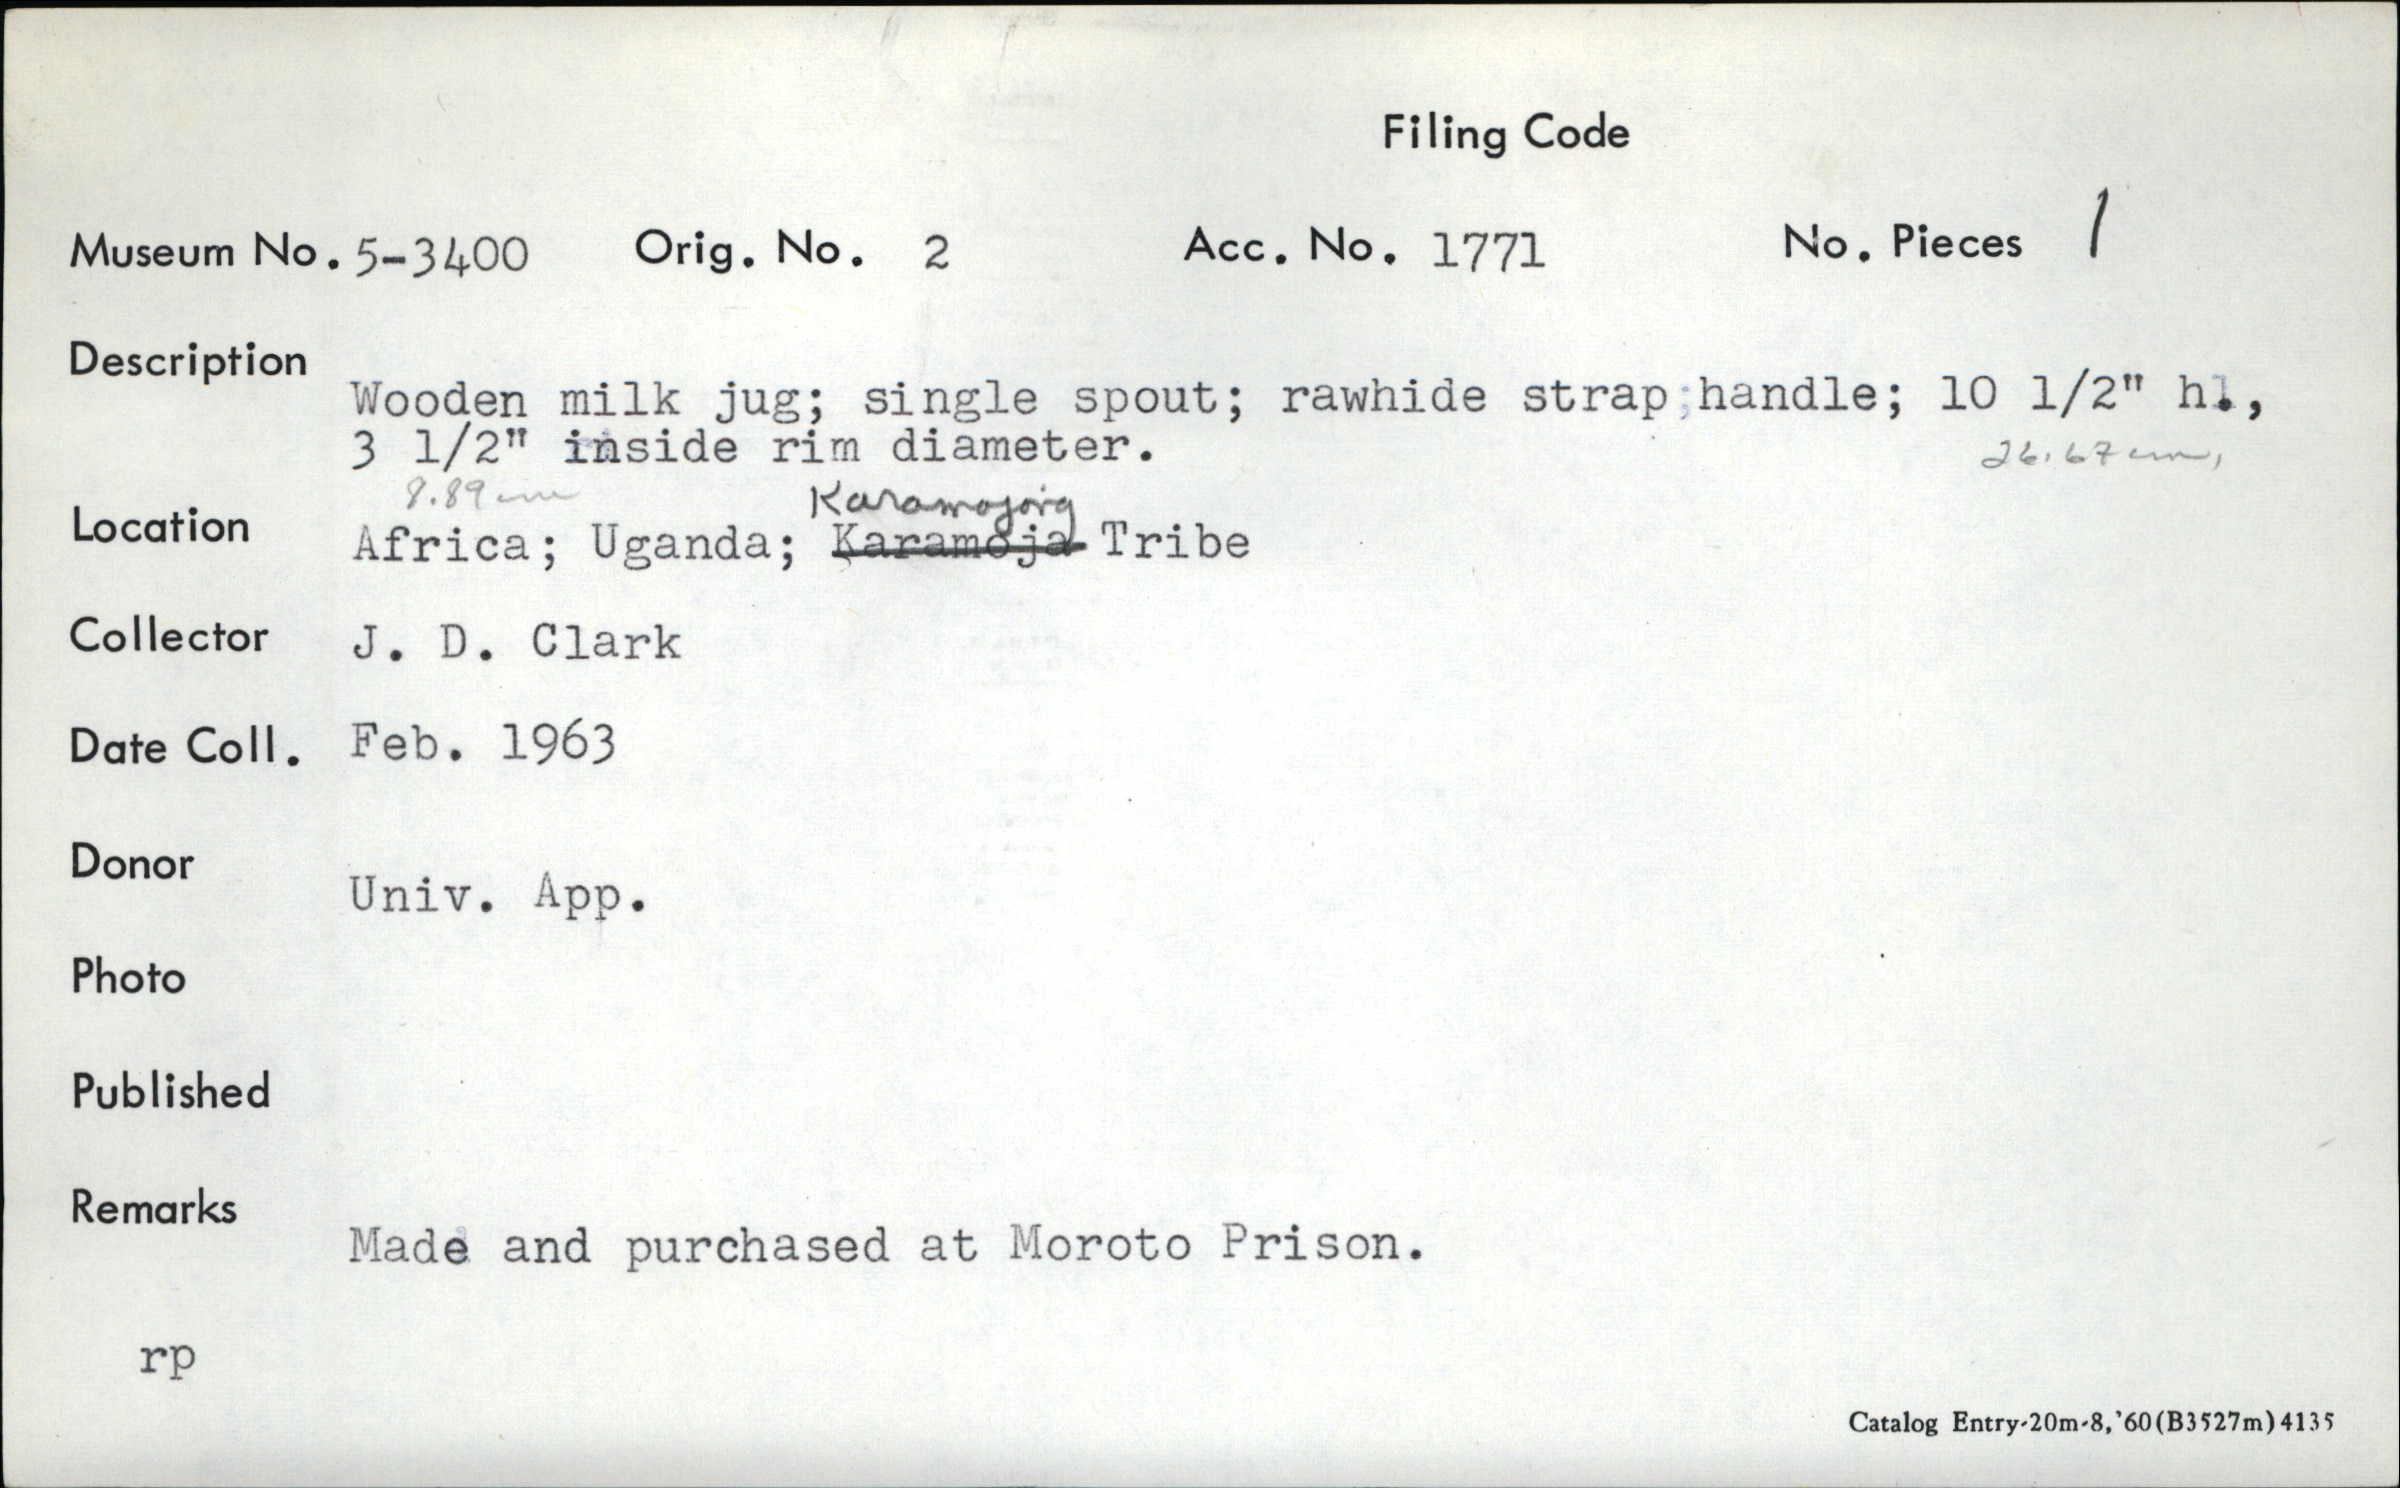 Filing Code
Museum No. 5-3400 Orig. No. 2 Acc. No. 1771 No. Pieces 1
Description
Wooden milk jug; single spout; rawhide strap handle; 10 1/2" h.,
3 1/2" inside rim diameter.
26.67 cm,
8.89 cm
Karamojong
Location Africa; Uganda; Karamoja Tribe
Collector J. D. Clark
Date Coll. Feb. 1963
Donor
Univ. App.
Photo
Published
Remarks
Made and purchased at Moroto Prison.
rp
Catalog Entry-20m-8,'60(B3527m)4135